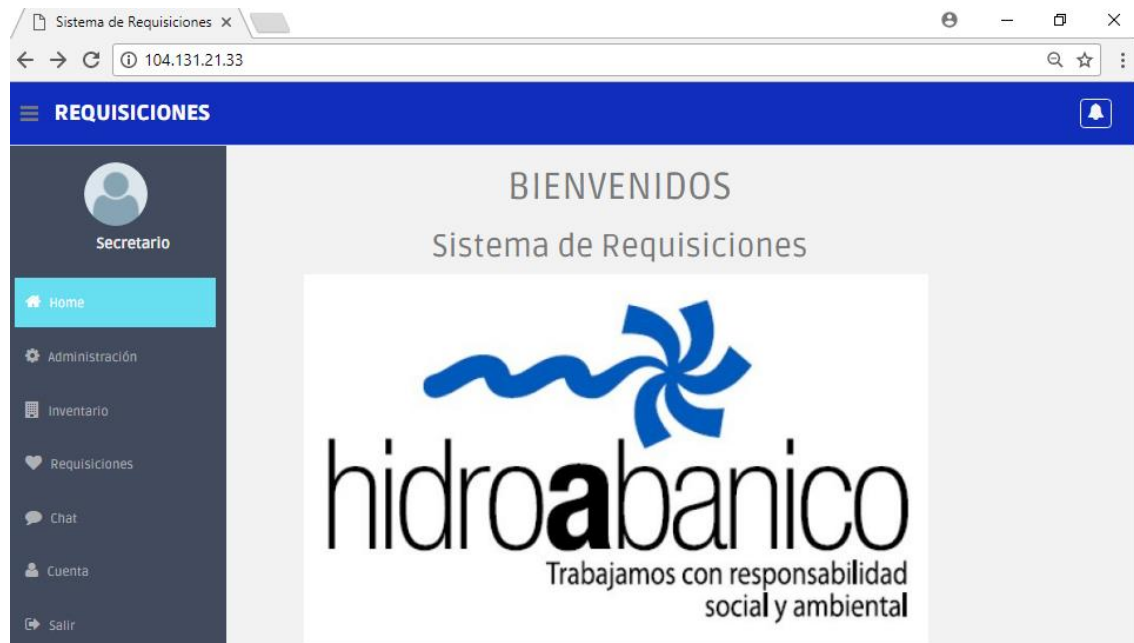 Sistema de Requisiciones
104.131.21.33
REQUISICIONES
Secretario
Home
Administración
Inventario
Requisiciones
Chat
Cuenta
Salir
BIENVENIDOS
Sistema de Requisiciones
hidroabanico
Trabajamos con responsabilidad
social y ambiental